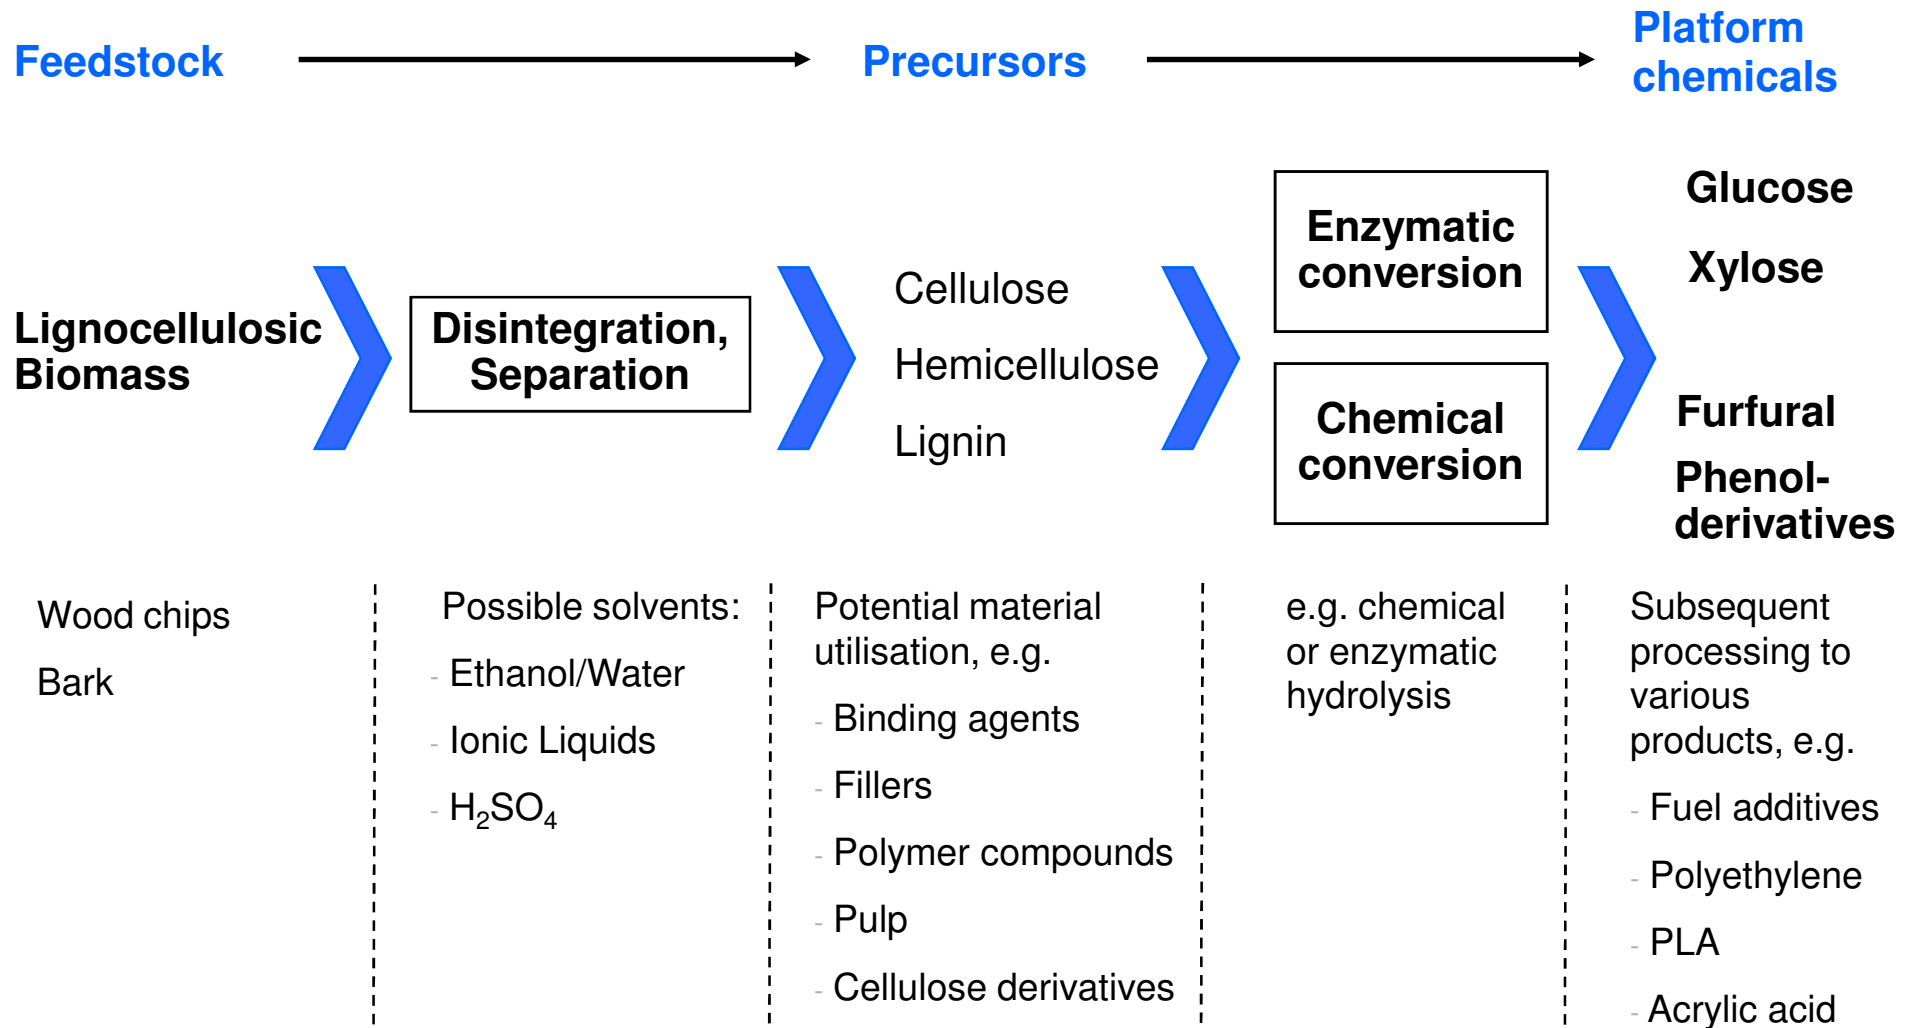 Feedstock
Precursors
Platform
chemicals
Lignocellulosic
Biomass
Disintegration,
Separation
Cellulose
Hemicellulose
Lignin
Enzymatic
conversion
Chemical
conversion
Glucose
Xylose
Furfural
Phenol-
derivatives
Wood chips
Bark
Possible solvents:
- Ethanol/Water
- Ionic Liquids
- H₂SO₄
Potential material
utilisation, e.g.
- Binding agents
- Fillers
- Polymer compounds
- Pulp
- Cellulose derivatives
e.g. chemical
or enzymatic
hydrolysis
Subsequent
processing to
various
products, e.g.
- Fuel additives
- Polyethylene
- PLA
- Acrylic acid